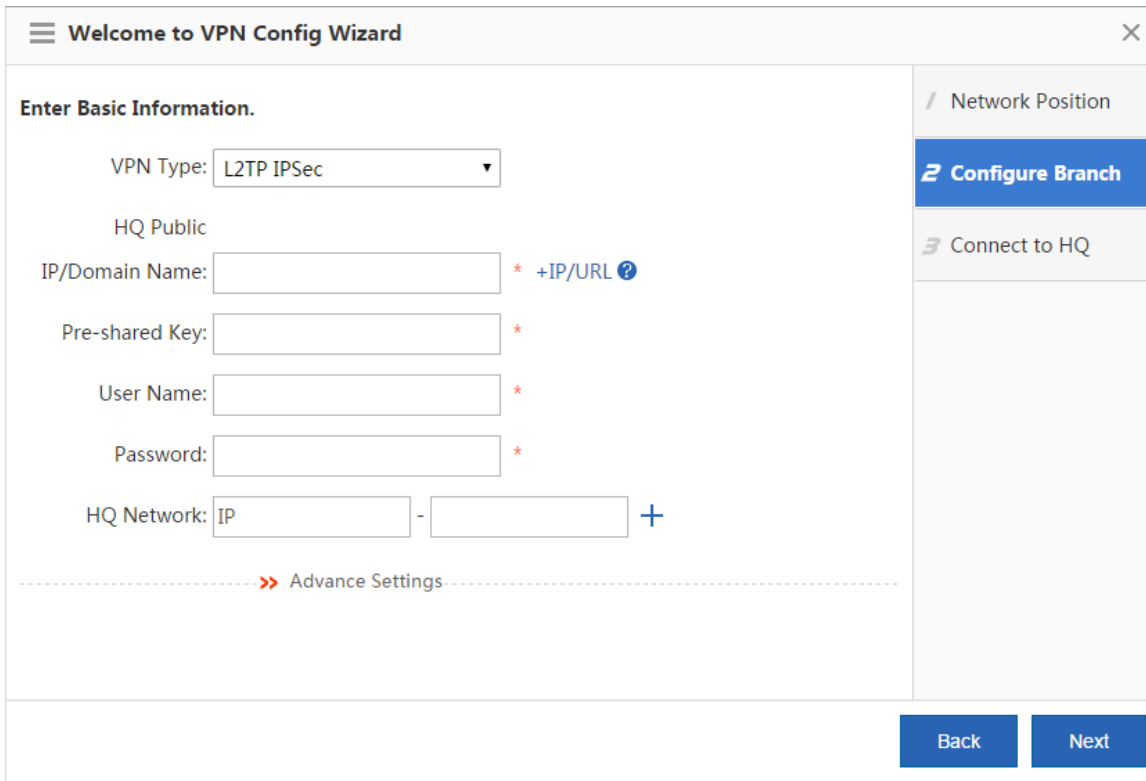 Welcome to VPN Config Wizard
Enter Basic Information.
VPN Type: L2TP IPSec
HQ Public
IP/Domain Name: * +IP/URL ?
Pre-shared Key: *
User Name: *
Password: *
HQ Network: IP - +
Advance Settings
1 Network Position
2 Configure Branch
3 Connect to HQ
Back Next